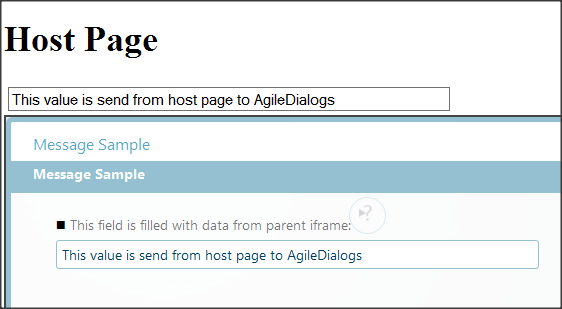 Host Page
This value is send from host page to AgileDialogs
Message Sample
Message Sample
This field is filled with data from parent iframe:
?
This value is send from host page to AgileDialogs